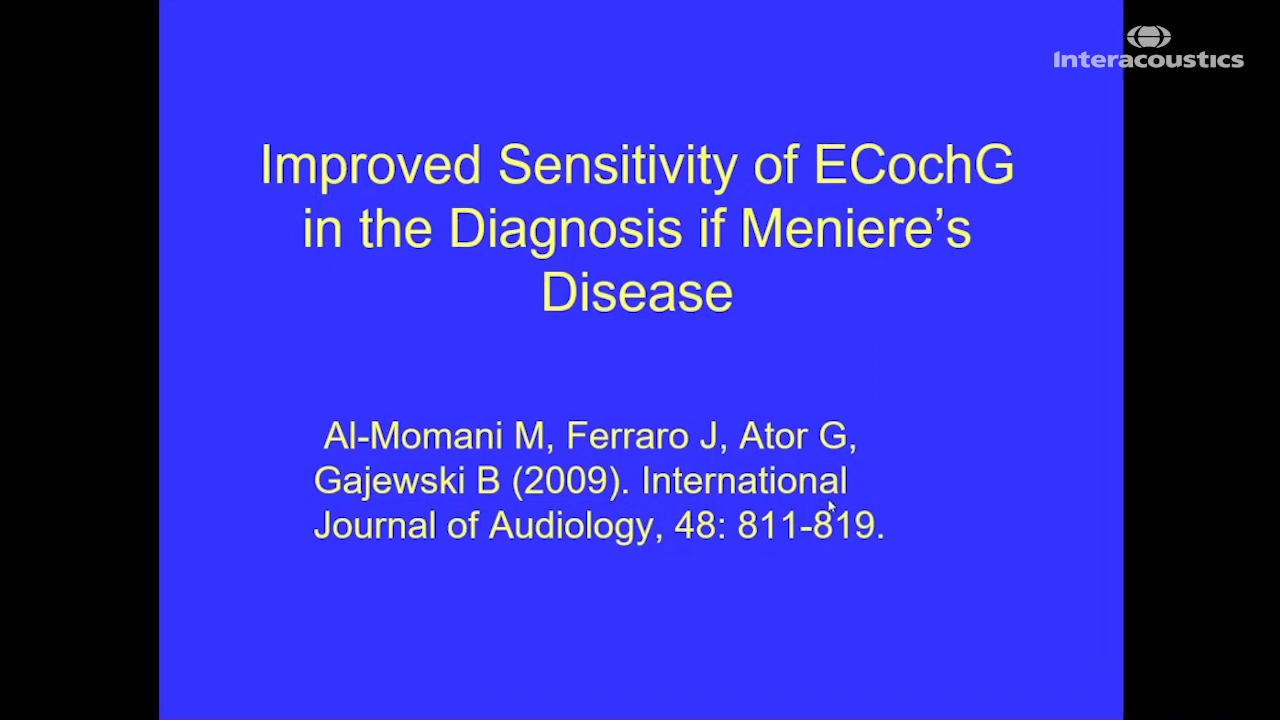 Interacoustics
Improved Sensitivity of ECochG
in the Diagnosis if Meniere’s
Disease
Al-Momani M, Ferraro J, Ator G,
Gajewski B (2009). International
Journal of Audiology, 48: 811-819.